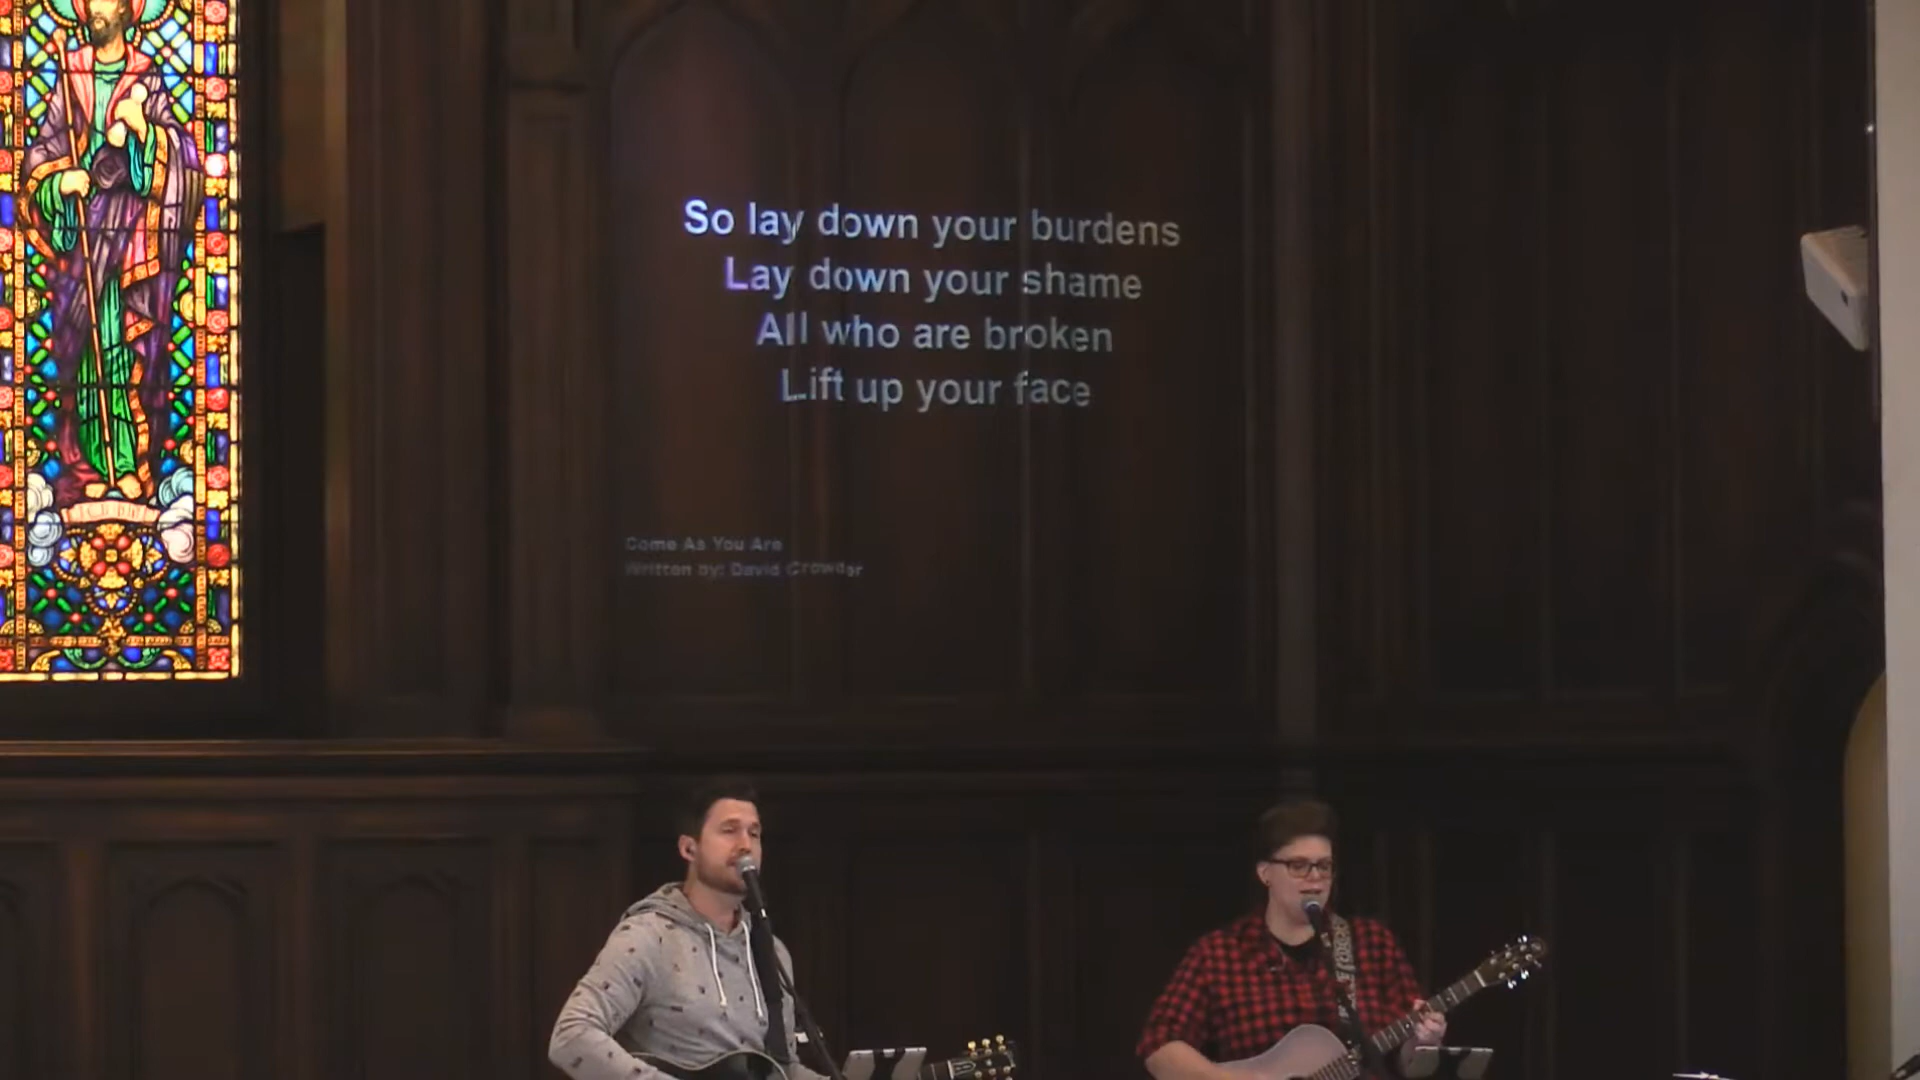 So lay down your burdens
Lay down your shame
All who are broken
Lift up your face
Come As You Are
Written by: David Crowder